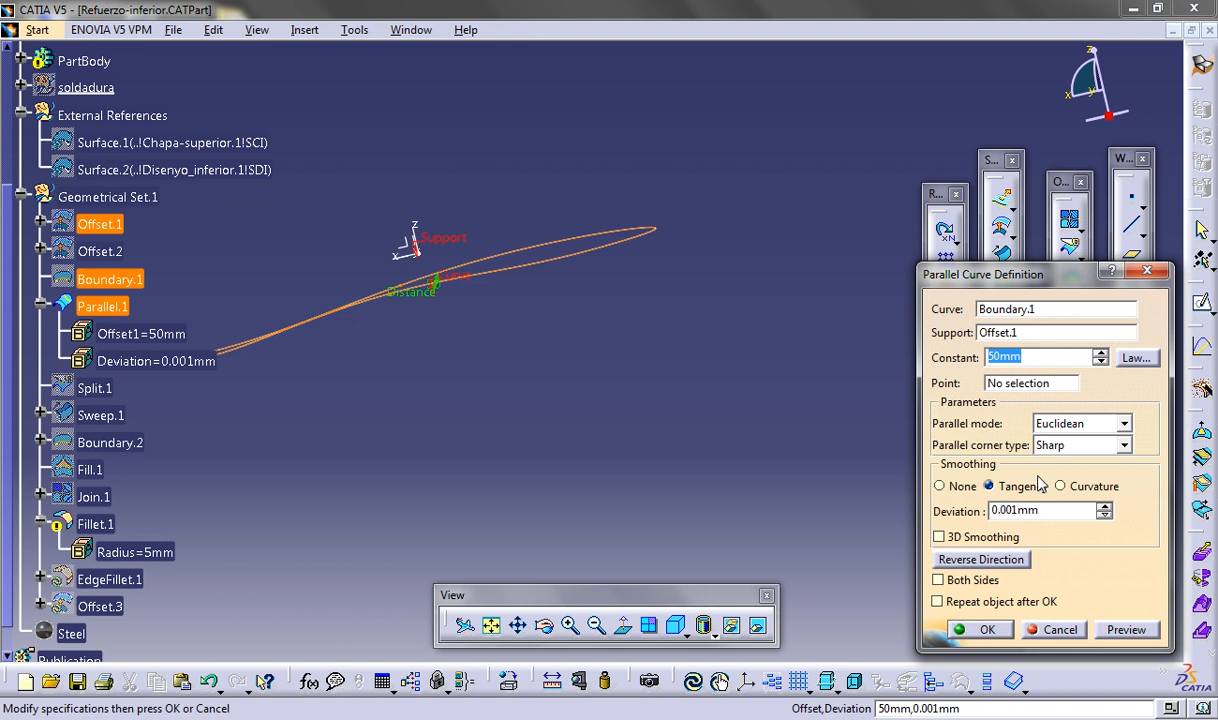 CATIA V5 - [Refuerzo-inferior.CATPart]
Start ENOVIA V5 VPM File Edit View Insert Tools Window Help
PartBody
soldadura
External References
Surface.1(..!Chapa-superior.1!SCI)
Surface.2(..!Disenyo_inferior.1!SDI)
Geometrical Set.1
Offset.1
Offset.2
Boundary.1
Parallel.1
Offset1=50mm
Deviation=0.001mm
Split.1
Sweep.1
Boundary.2
Fill.1
Join.1
Fillet.1
Radius=5mm
EdgeFillet.1
Offset.3
Steel
Publication
z
Support
x
Distance
z
x
y
R...
S...
O...
W...
Parallel Curve Definition
Curve: Boundary.1
Support: Offset.1
Constant: 50mm Law...
Point: No selection
Parameters
Parallel mode: Euclidean
Parallel corner type: Sharp
Smoothing
None Tangent Curvature
Deviation : 0.001mm
3D Smoothing
Reverse Direction
Both Sides
Repeat object after OK
OK Cancel Preview
View
f(x)
CATIA
Modify specifications then press OK or Cancel Offset,Deviation 50mm,0.001mm